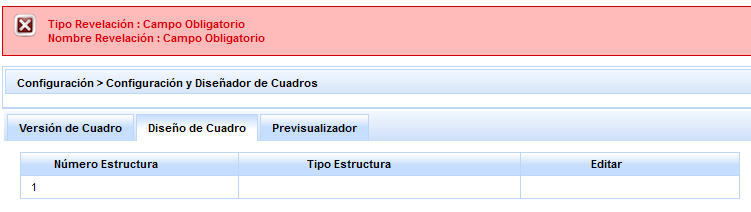 Tipo Revelación : Campo Obligatorio
Nombre Revelación : Campo Obligatorio
Configuración > Configuración y Diseñador de Cuadros
Versión de Cuadro Diseño de Cuadro Previsualizador
Número Estructura Tipo Estructura Editar
1